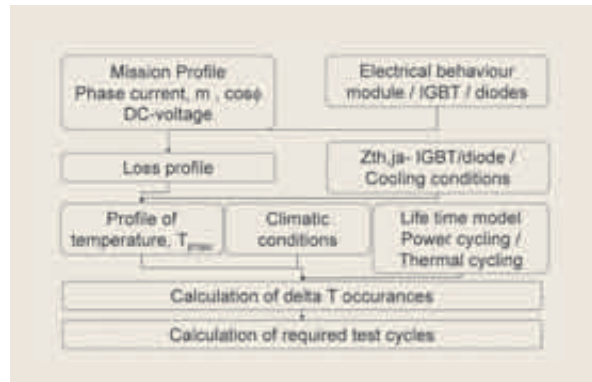 Mission Profile
Phase current, m , cosϕ
DC-voltage
Electrical behaviour
module / IGBT / diodes
Loss profile
Zth,ja- IGBT/diode /
Cooling conditions
Profile of
temperature,
Climatic
conditions
Life time model
Power cycling /
Thermal cycling
Calculation of delta T occurances
Calculation of required test cycles